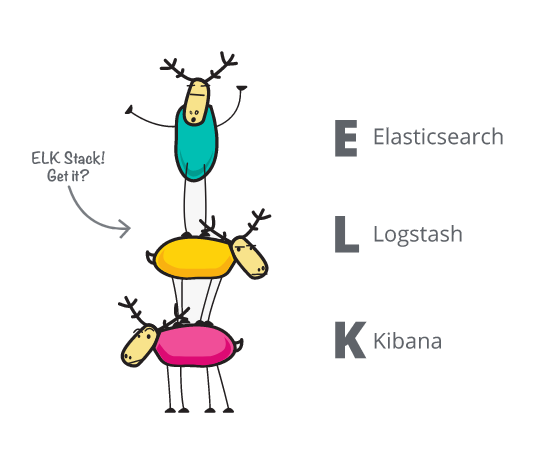 ELK Stack!
Get it?
E Elasticsearch
L Logstash
K Kibana